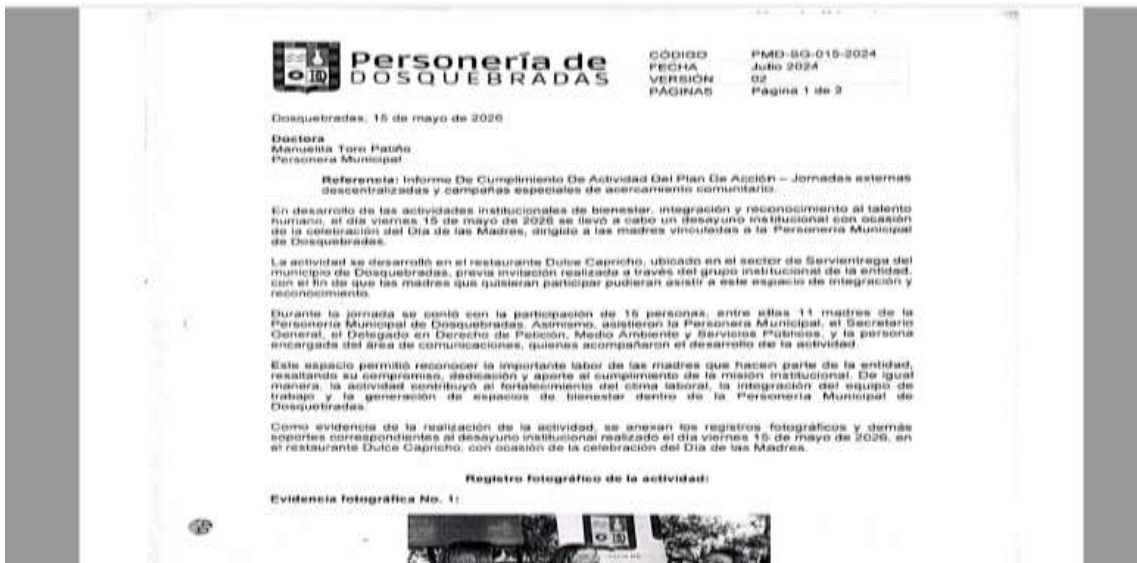 Personería de
DOSQUEBRADAS
CÓDIGO PMD-SG-015-2024
FECHA Julio 2024
VERSIÓN 02
PÁGINAS Página 1 de 2
Dosquebradas, 15 de mayo de 2026
Doctora
Manuelita Toro Patiño
Personera Municipal
Referencia: Informe De Cumplimiento De Actividad Del Plan De Acción – Jornadas externas
descentralizadas y campañas especiales de acercamiento comunitario.
En desarrollo de las actividades institucionales de bienestar, integración y reconocimiento al talento
humano, el día viernes 15 de mayo de 2026 se llevó a cabo un desayuno institucional con ocasión
de la celebración del Día de las Madres, dirigido a las madres vinculadas a la Personería Municipal
de Dosquebradas.
La actividad se desarrolló en el restaurante Dulce Capricho, ubicado en el sector de Servientrega del
municipio de Dosquebradas, previa invitación realizada a través del grupo institucional de la entidad,
con el fin de que las madres que quisieran participar pudieran asistir a este espacio de integración y
reconocimiento.
Durante la jornada se contó con la participación de 15 personas, entre ellas 11 madres de la
Personería Municipal de Dosquebradas. Asimismo, asistieron la Personera Municipal, el Secretario
General, el Delegado en Derecho de Petición, Medio Ambiente y Servicios Públicos, y la persona
encargada del área de comunicaciones, quienes acompañaron el desarrollo de la actividad.
Este espacio permitió reconocer la importante labor de las madres que hacen parte de la entidad,
resaltando su compromiso, dedicación y aporte al cumplimiento de la misión institucional. De igual
manera, la actividad contribuyó al fortalecimiento del clima laboral, la integración del equipo de
trabajo y la generación de espacios de bienestar dentro de la Personería Municipal de
Dosquebradas.
Como evidencia de la realización de la actividad, se anexan los registros fotográficos y demás
soportes correspondientes al desayuno institucional realizado el día viernes 15 de mayo de 2026, en
el restaurante Dulce Capricho, con ocasión de la celebración del Día de las Madres.
Registro fotográfico de la actividad:
Evidencia fotográfica No. 1: